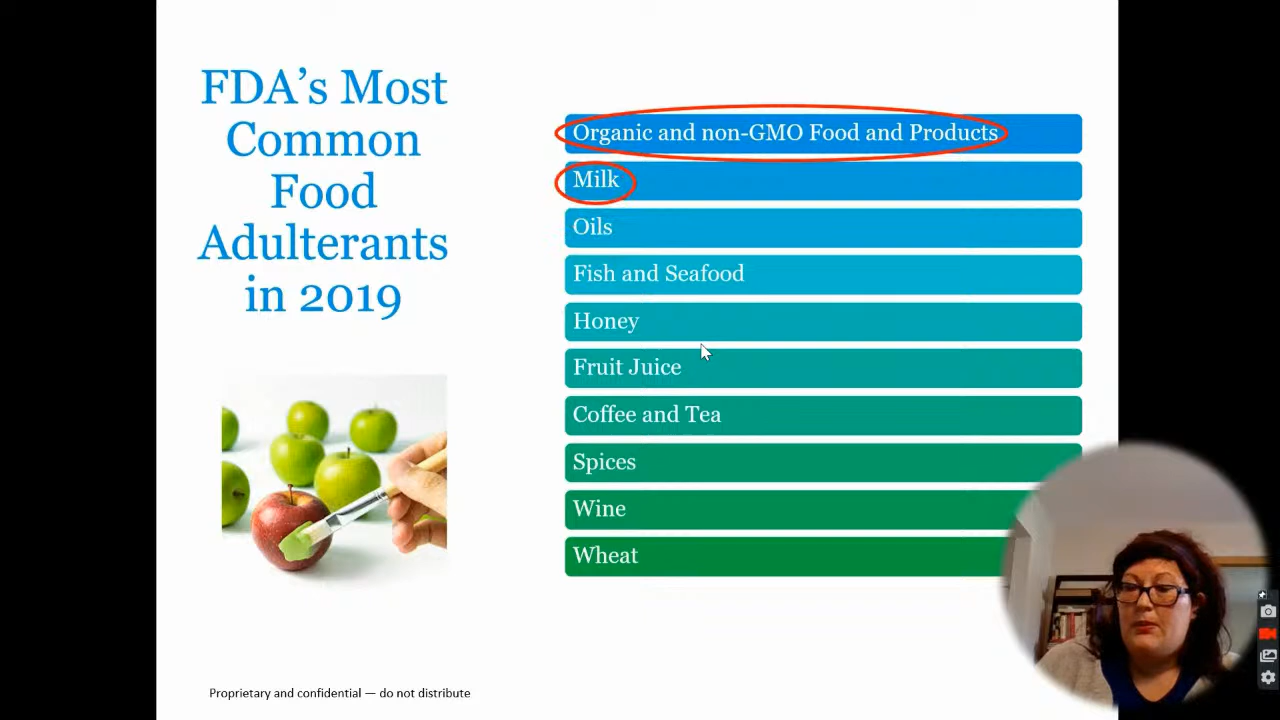 FDA’s Most
Common
Food
Adulterants
in 2019
Organic and non-GMO Food and Products
Milk
Oils
Fish and Seafood
Honey
Fruit Juice
Coffee and Tea
Spices
Wine
Wheat
Proprietary and confidential — do not distribute